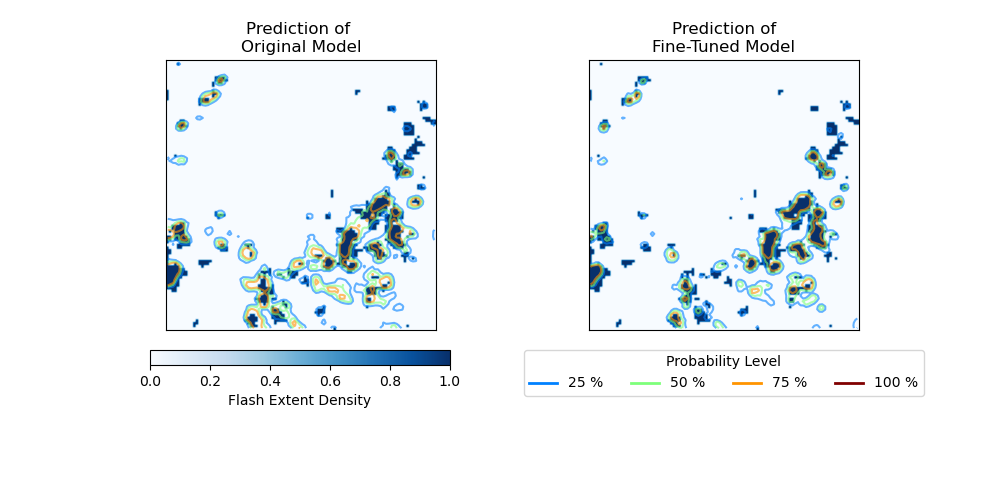 Prediction of
Original Model
Prediction of
Fine-Tuned Model
0.0 0.2 0.4 0.6 0.8 1.0
Flash Extent Density
Probability Level
25 % 50 % 75 % 100 %